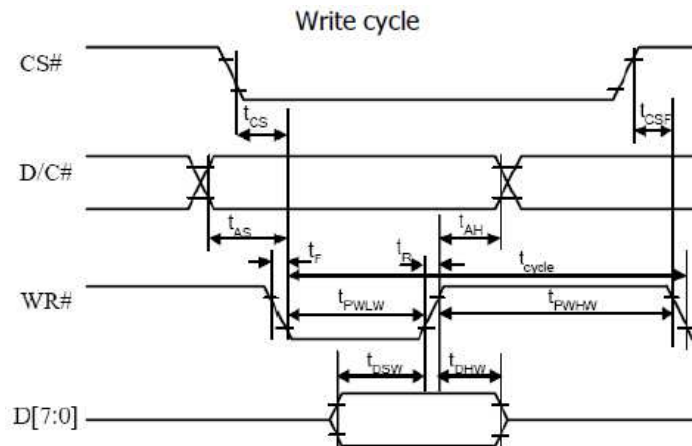 Write cycle
CS#
tCS
tCSF
D/C#
tAS
tF
tR
tAH
tcycle
WR#
tPWLW
tPWHW
tDSW
tDHW
D[7:0]